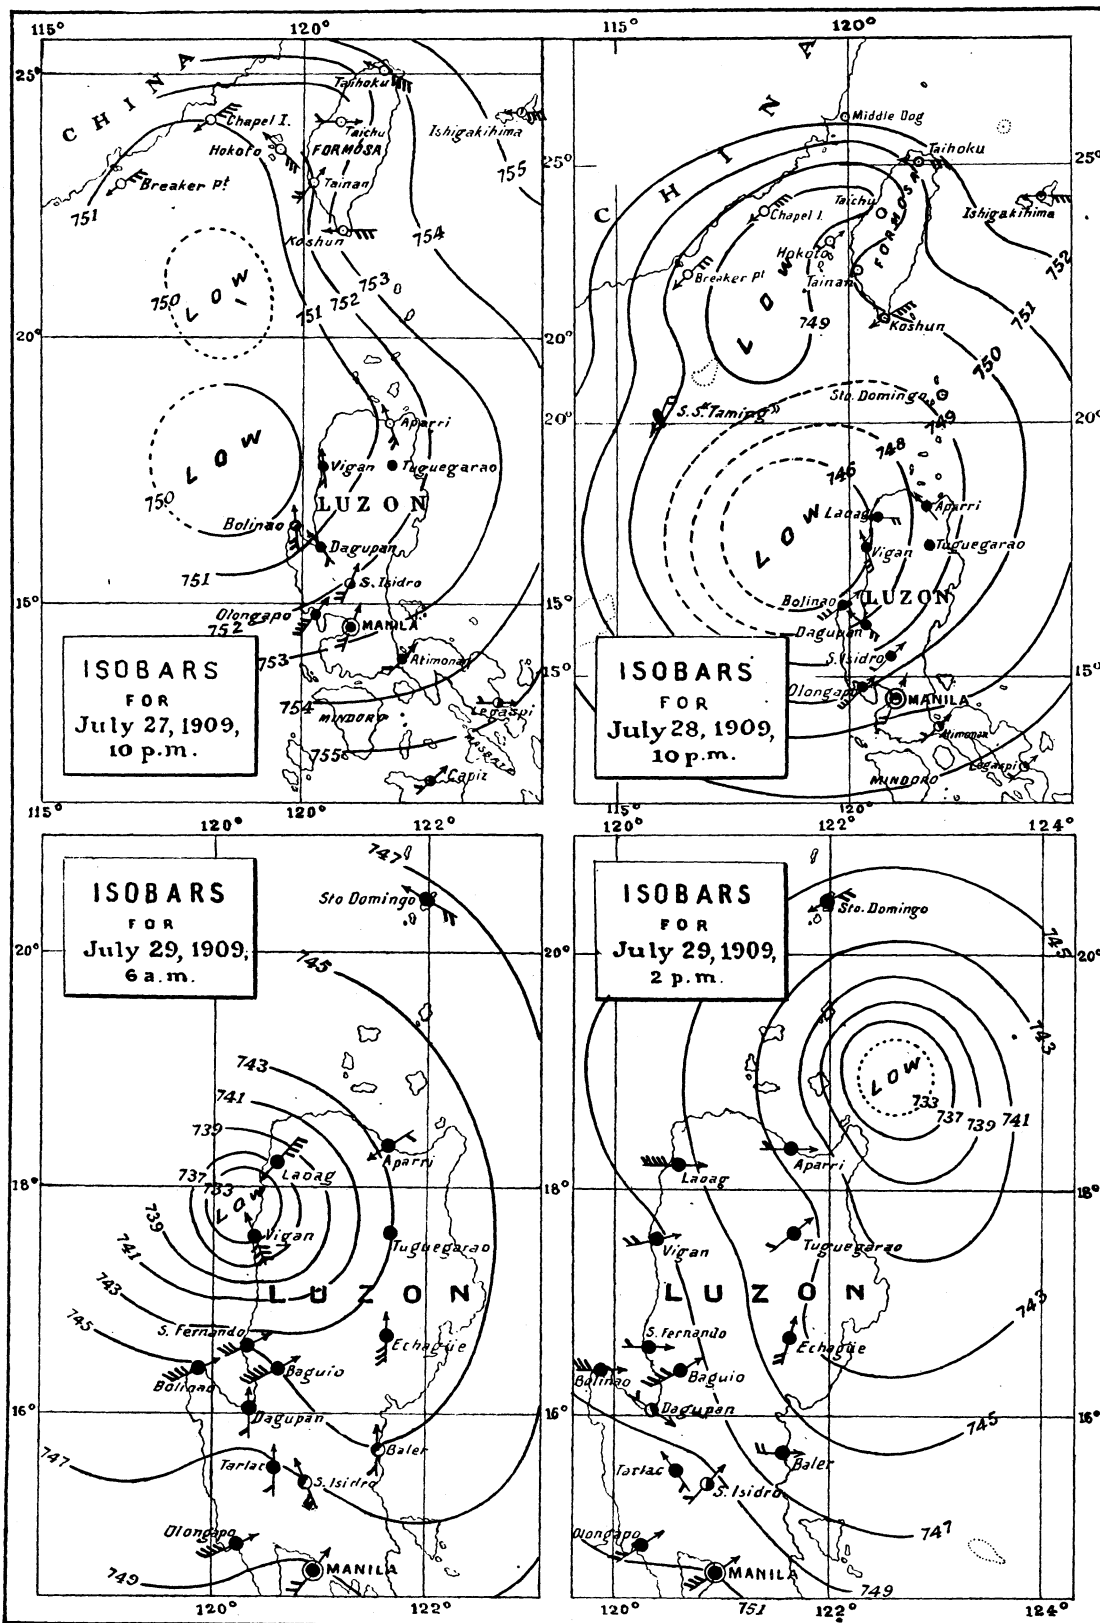 115°
120°
25°
CHINA
Taihoku
Chapel I.
Taichu
Hokoto
FORMOSA
Ishigakihima
Breaker pt
Tainan
755
751
Koshun
754
753
752
751
750
LOW
20°
Aparri
LOW
Vigan
Tuguegarao
750
LUZON
Bolinao
Dagupan
751
S. Isidro
15°
Olongapo
752
MANILA
753
Atimonan
754
MINDORO
Legaspi
MASBATE
755
Capiz
ISOBARS
FOR
July 27, 1909,
10 p.m.
115°
120°
115°
120°
CHINA
Middle Dog
25°
Taihoku
Taichu
Chapel I.
Ishigakihima
FORMOSA
Hokoto
Breaker pt
Tainan
752
LOW
749
Koshun
751
20°
750
Sto. Domingo
S.S. "Taming"
20°
749
748
746
Laoag
Aparri
LOW
Vigan
Tuguegarao
Bolinao
LUZON
15°
Dagupan
S. Isidro
15°
Olongapo
MANILA
Atimonan
Legaspi
MINDORO
ISOBARS
FOR
July 28, 1909,
10 p.m.
115°
120°
120°
122°
747
ISOBARS
FOR
July 29, 1909,
6 a.m.
Sto Domingo
20°
745
743
741
739
Aparri
Laoag
737
733
18°
LOW
739
Vigan
Tuguegarao
741
LUZON
743
745
S. Fernando
Echagüe
Bolinao
Baguio
16°
Dagupan
Baler
747
Tarlac
S. Isidro
Olongapo
749
MANILA
120°
122°
120°
122°
124°
ISOBARS
FOR
July 29, 1909,
2 p.m.
Sto. Domingo
745
20°
20°
743
LOW
733
737
739
741
Aparri
Laoag
18°
18°
Vigan
Tuguegarao
LUZON
743
S. Fernando
Echagüe
Bolinao
Baguio
Dagupan
745
16°
16°
Baler
Tarlac
S. Isidro
Olongapo
747
MANILA
749
751
120°
122°
124°